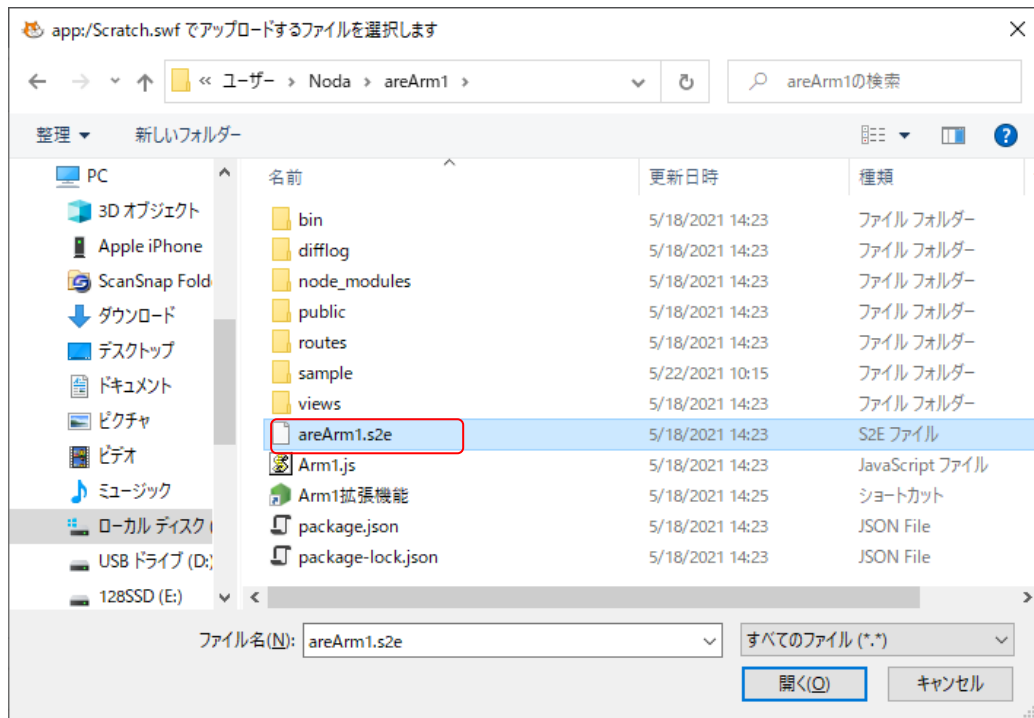 app:/Scratch.swf でアップロードするファイルを選択します
« ユーザー › Noda › areArm1 ›
areArm1の検索
整理 新しいフォルダー
名前 更新日時 種類
PC
3D オブジェクト
Apple iPhone
ScanSnap Fold
ダウンロード
デスクトップ
ドキュメント
ピクチャ
ビデオ
ミュージック
ローカル ディスク (
USB ドライブ (D:)
128SSD (E:)
bin 5/18/2021 14:23 ファイル フォルダー
difflog 5/18/2021 14:23 ファイル フォルダー
node_modules 5/18/2021 14:23 ファイル フォルダー
public 5/18/2021 14:23 ファイル フォルダー
routes 5/18/2021 14:23 ファイル フォルダー
sample 5/22/2021 10:15 ファイル フォルダー
views 5/18/2021 14:23 ファイル フォルダー
areArm1.s2e 5/18/2021 14:23 S2E ファイル
Arm1.js 5/18/2021 14:23 JavaScript ファイル
Arm1拡張機能 5/18/2021 14:25 ショートカット
package.json 5/18/2021 14:23 JSON File
package-lock.json 5/18/2021 14:23 JSON File
ファイル名(N): areArm1.s2e すべてのファイル (*.*)
開く(O) キャンセル